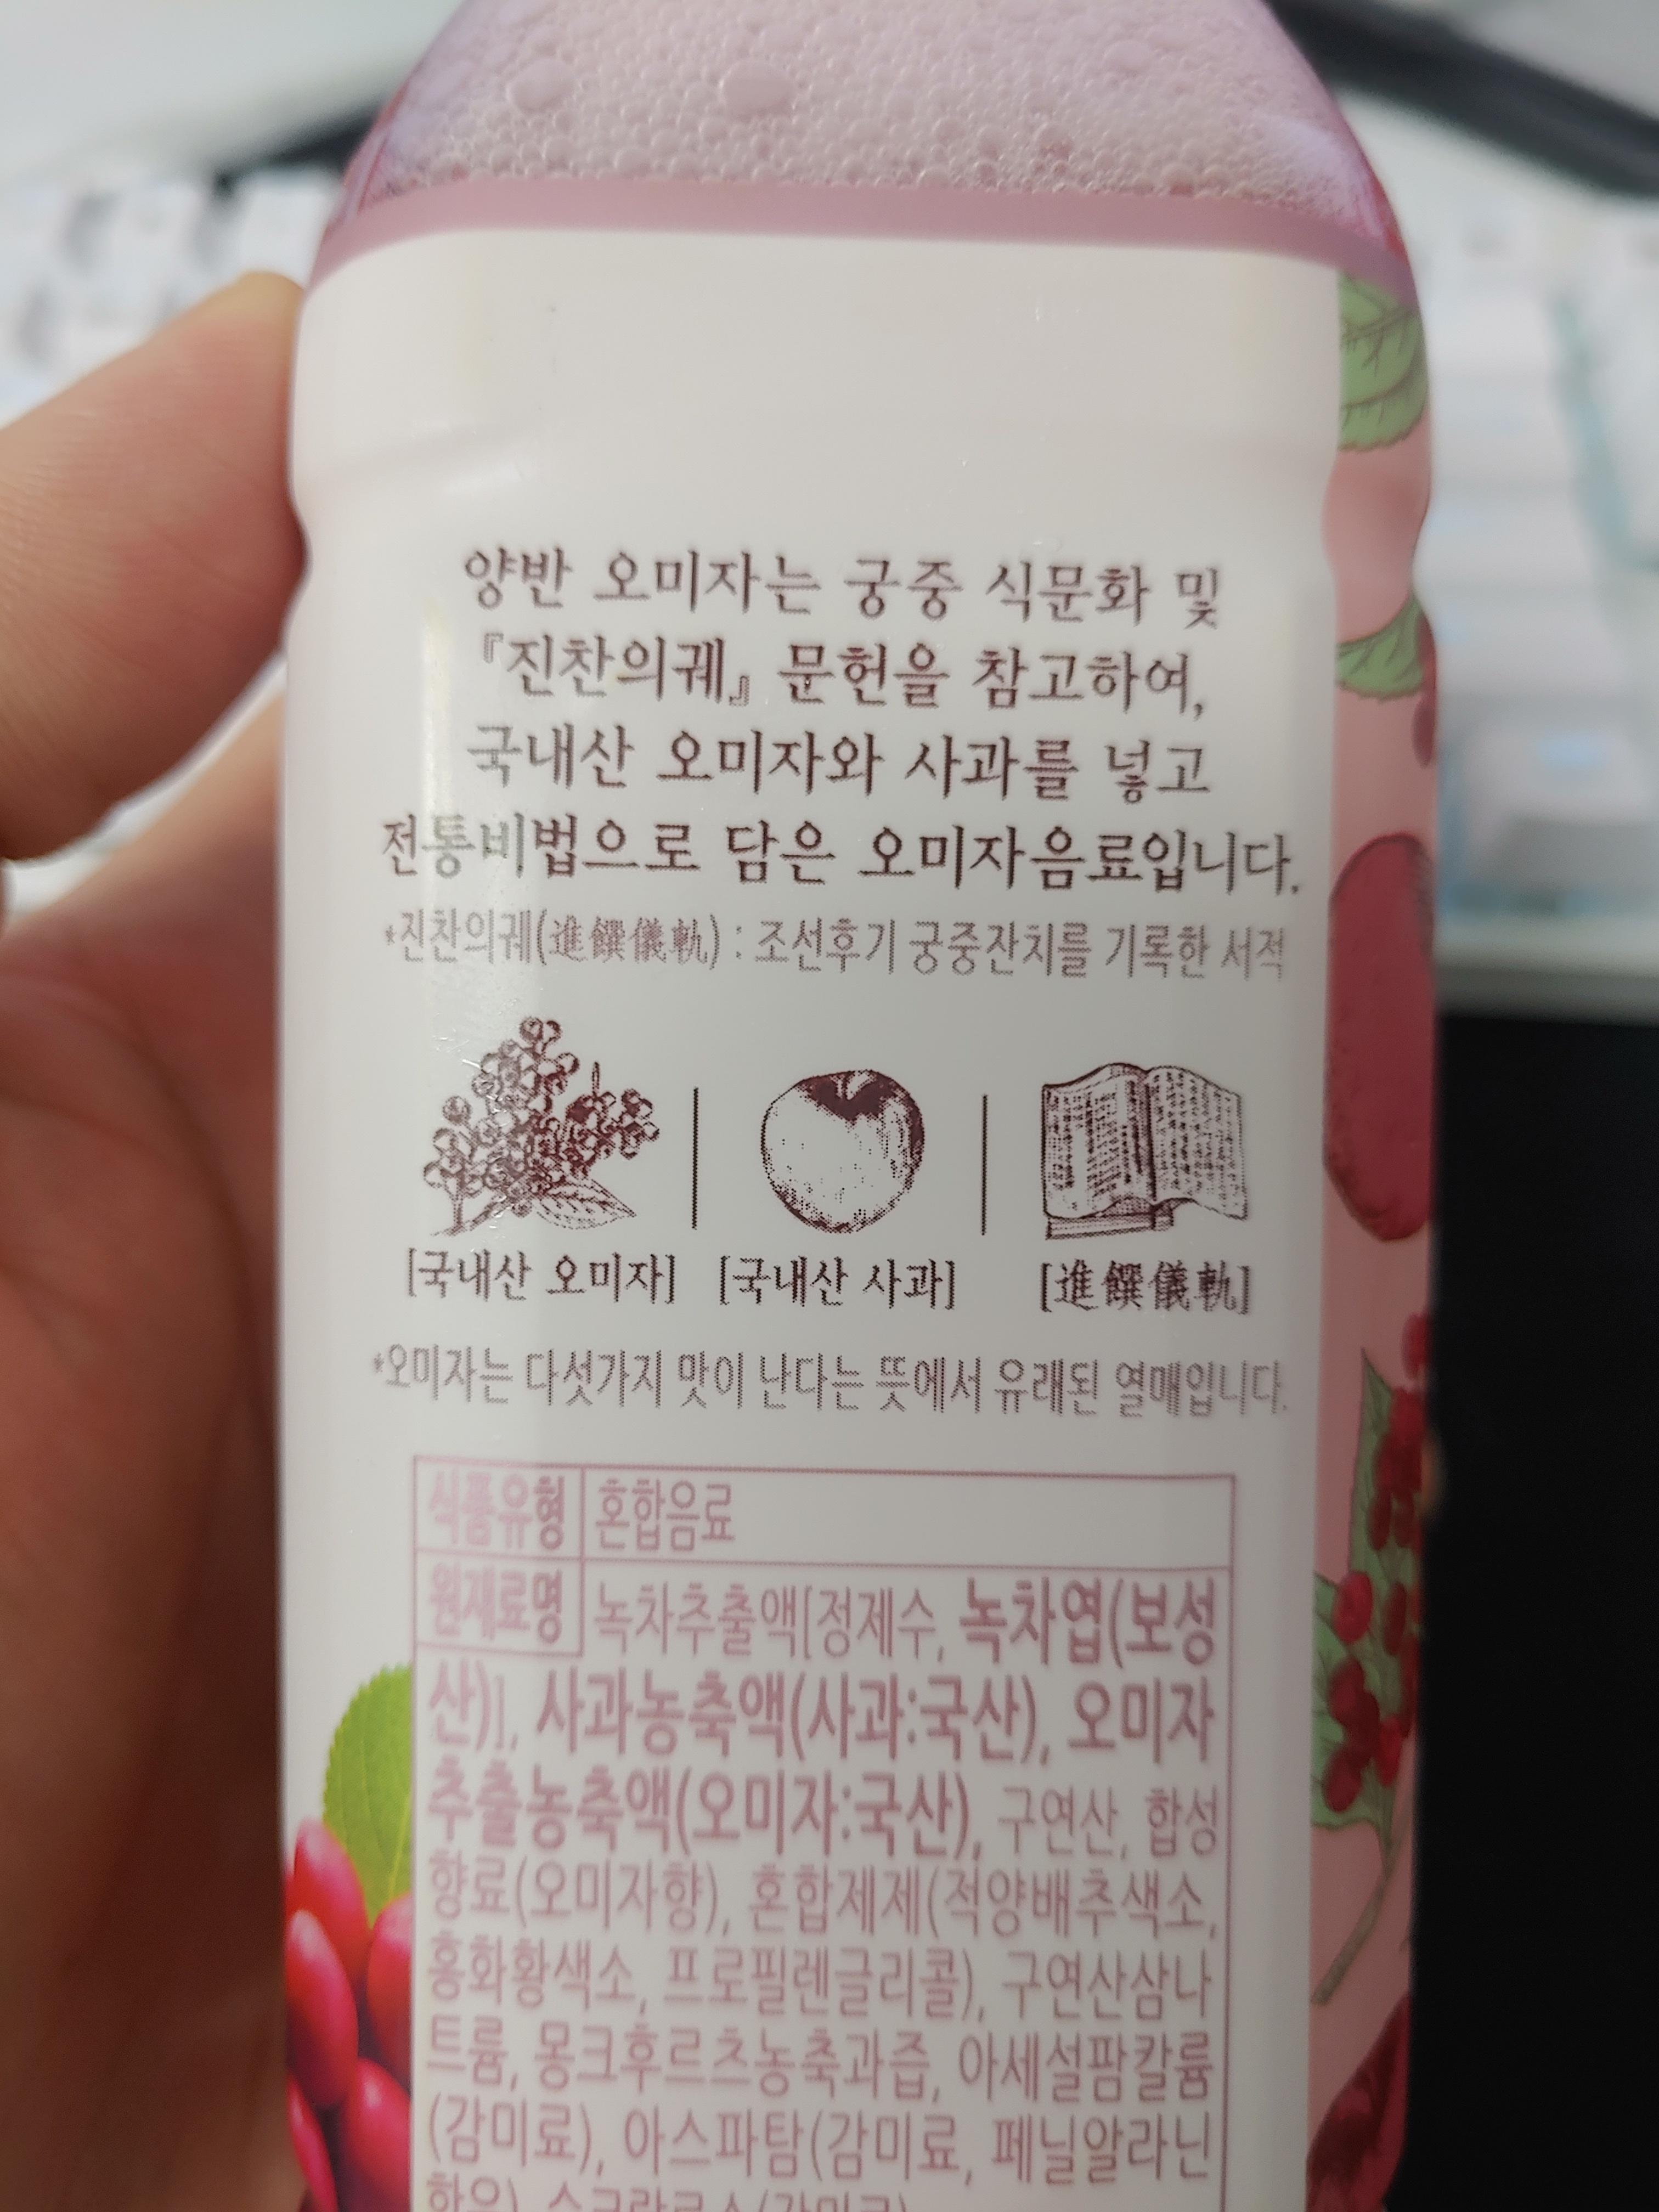 양반 오미자는 궁중 식문화 및
『진찬의궤』 문헌을 참고하여,
국내산 오미자와 사과를 넣고
전통비법으로 담은 오미자음료입니다.
*진찬의궤(進饌儀軌) : 조선후기 궁중잔치를 기록한 서적
[국내산 오미자] [국내산 사과] [進饌儀軌]
*오미자는 다섯가지 맛이 난다는 뜻에서 유래된 열매입니다.
식품유형 혼합음료
원재료명 녹차추출액[정제수, 녹차엽(보성
산)], 사과농축액(사과:국산), 오미자
추출농축액(오미자:국산), 구연산, 합성
향료(오미자향), 혼합제제(적양배추색소,
홍화황색소, 프로필렌글리콜), 구연산삼나
트륨, 몽크후르츠농축과즙, 아세설팜칼륨
(감미료), 아스파탐(감미료, 페닐알라닌